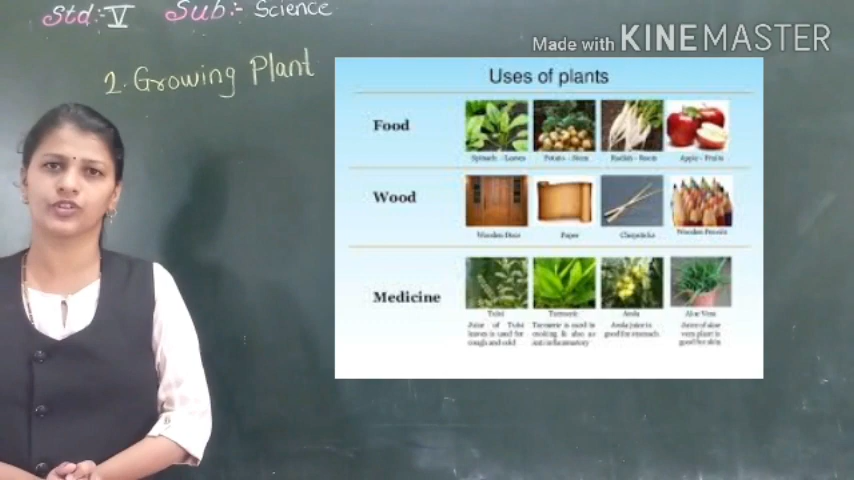 Std:- V Sub:- Science
Made with KINEMASTER
2. Growing Plant
Uses of plants
Food
Spinach - Leaves Potato - Stem Radish - Roots Apple - Fruits
Wood
Wooden Door Paper Chopsticks Wooden Pencils
Medicine
Tulsi Turmeric Amla Aloe Vera
Juice of Tulsi leaves is used for cough and cold
Turmeric is used in cooking & also as anti inflammatory
Amla juice is good for stomach
Juice of aloe vera plant is good for skin